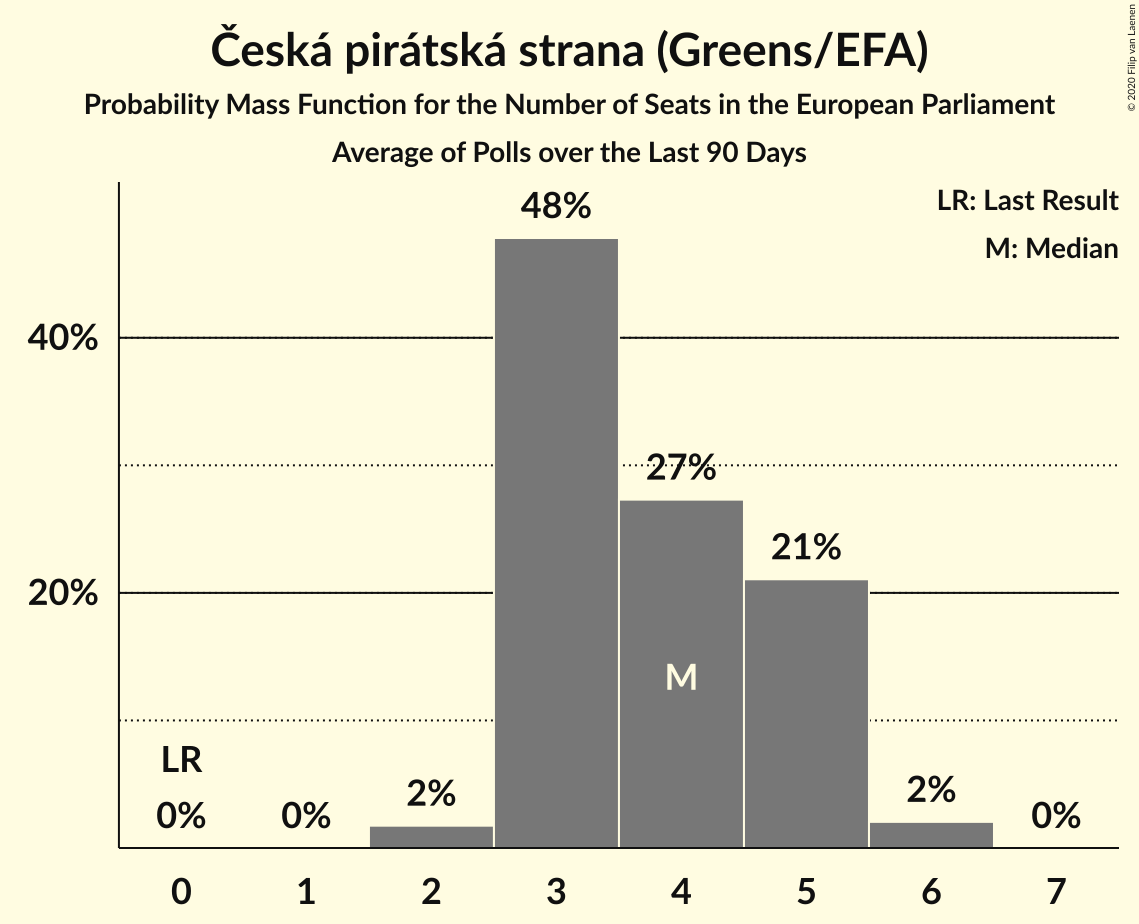 Česká pirátská strana (Greens/EFA)
Probability Mass Function for the Number of Seats in the European Parliament
Average of Polls over the Last 90 Days
© 2020 Filip van Laenen
LR: Last Result
M: Median
48%
40%
27%
21%
20%
M
LR
0%
0%
2%
2%
0%
0 1 2 3 4 5 6 7